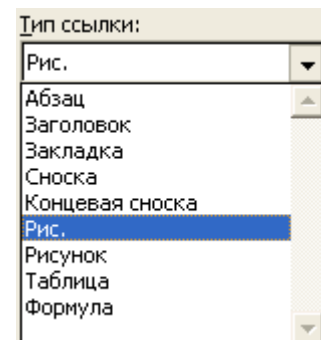 Тип ссылки:
Рис.
Абзац
Заголовок
Закладка
Сноска
Концевая сноска
Рис.
Рисунок
Таблица
Формула